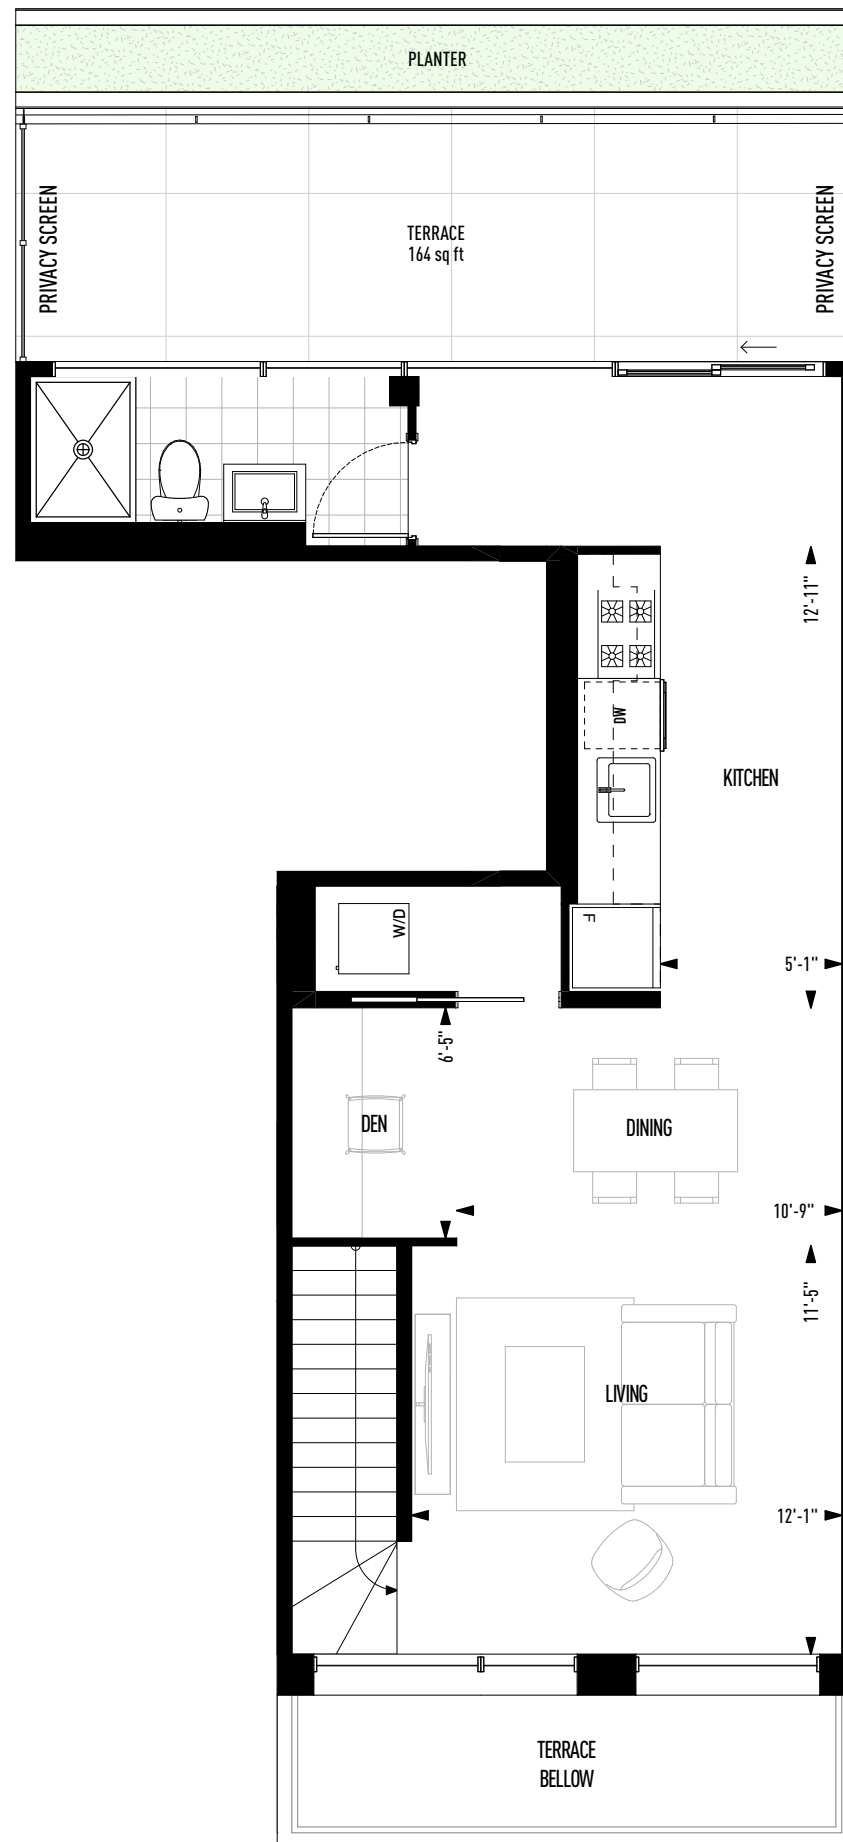 PLANTER
PRIVACY SCREEN
TERRACE
164 sq ft
PRIVACY SCREEN
12'-11"
DW
KITCHEN
F
W/D
5'-1"
6'-5"
DEN
DINING
10'-9"
11'-5"
LIVING
12'-1"
TERRACE
BELLOW